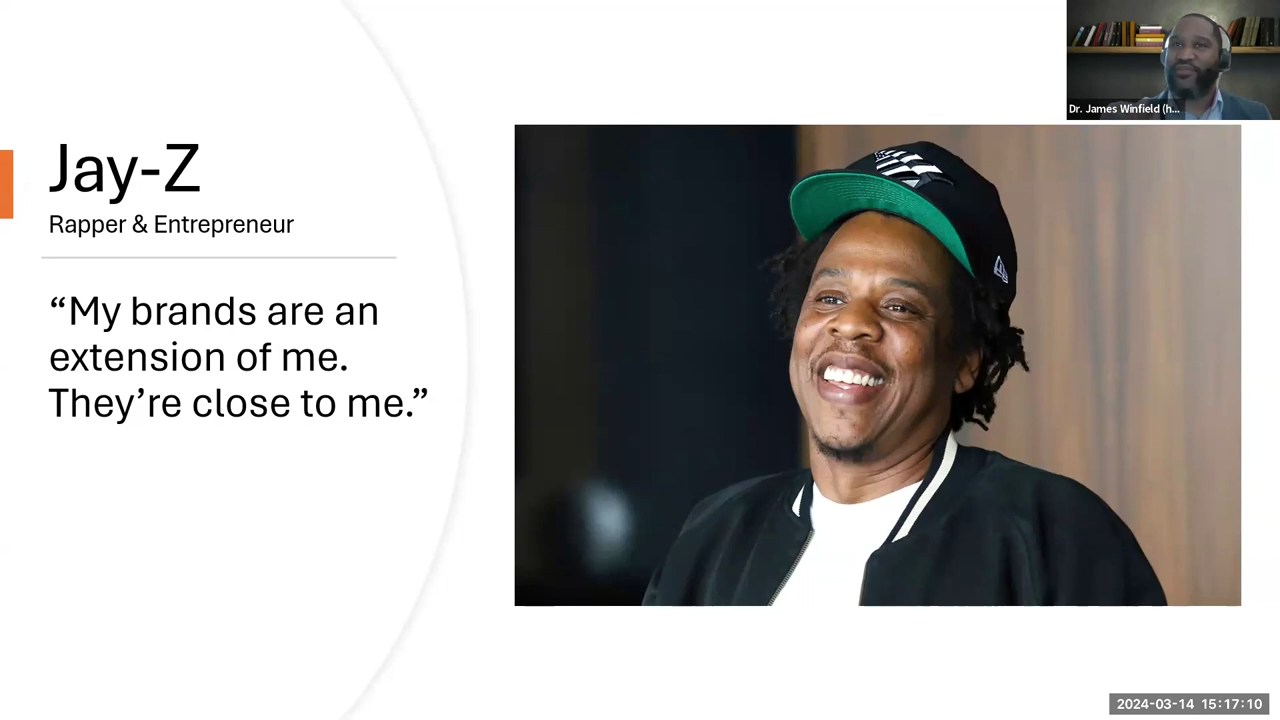 Dr. James Winfield (h...
Jay-Z
Rapper & Entrepreneur
“My brands are an
extension of me.
They’re close to me.”
2024-03-14 15:17:10